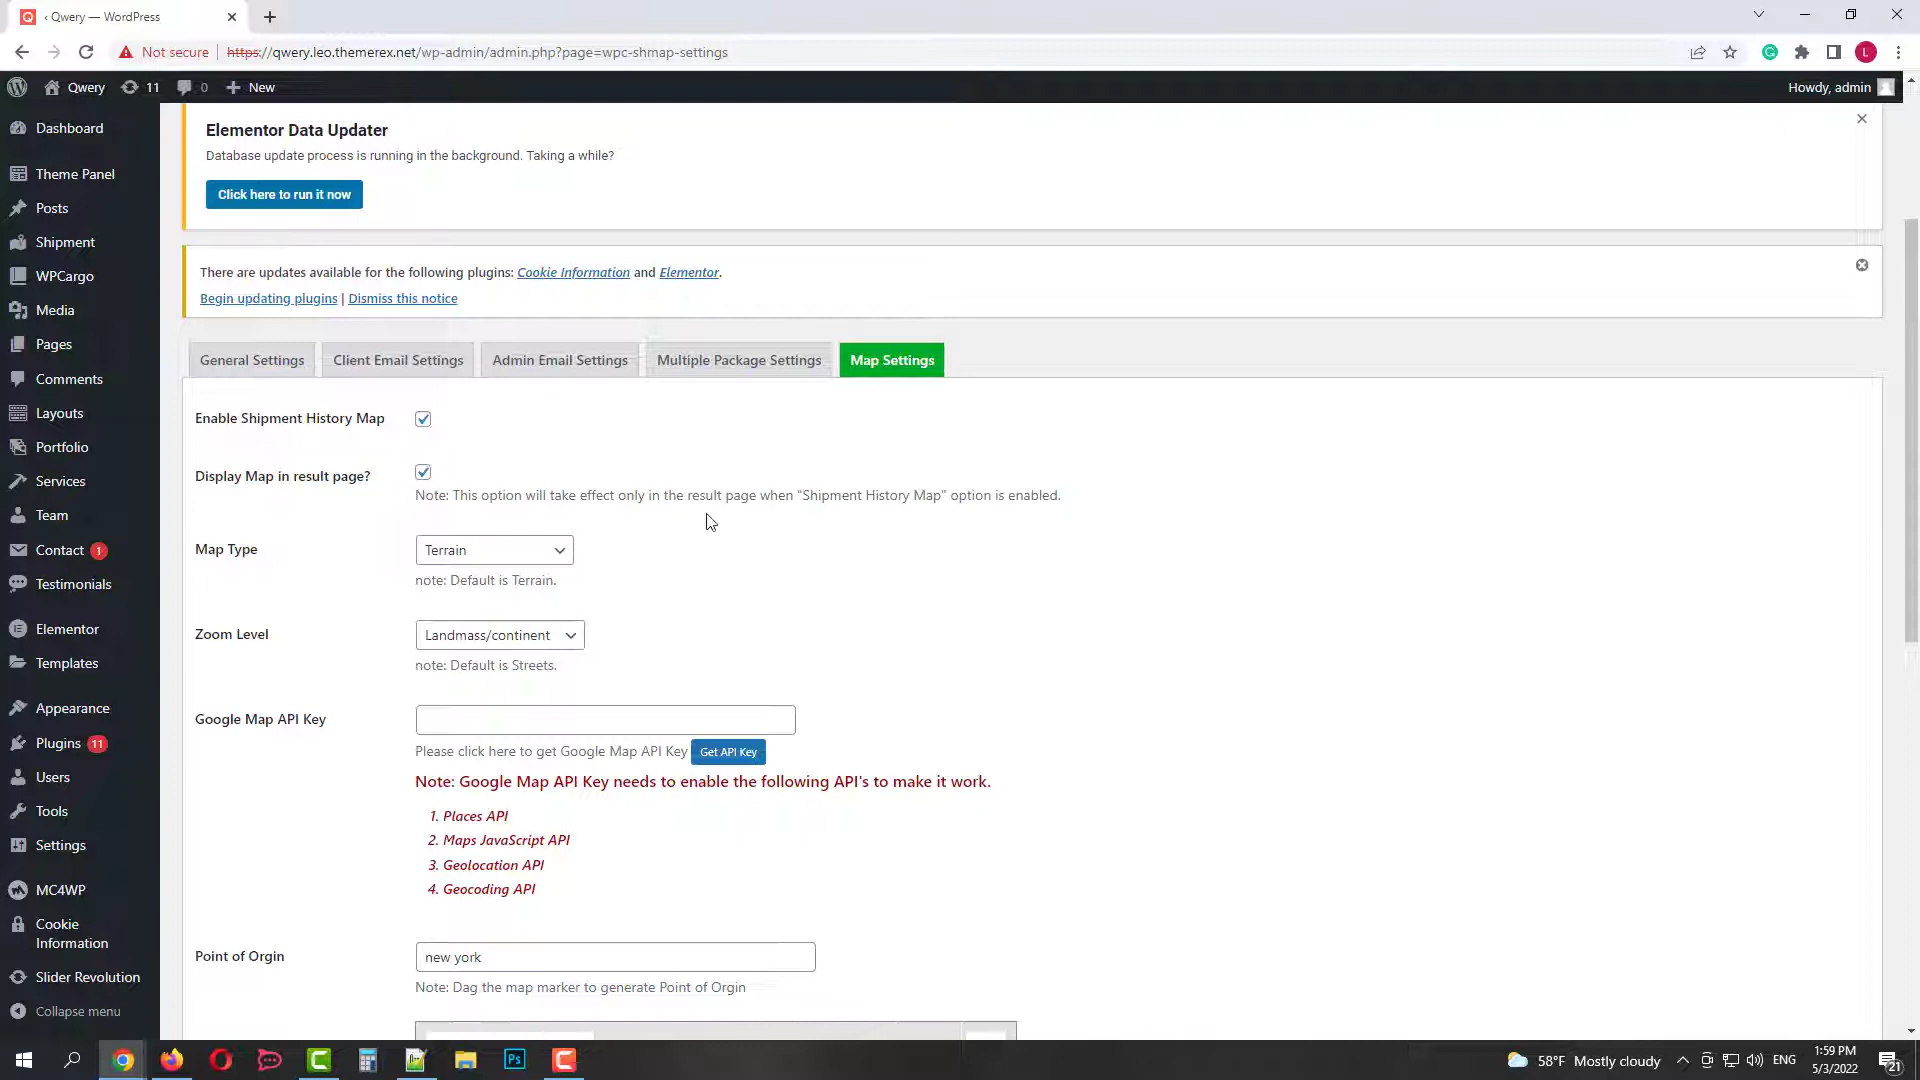 ‹ Qwery — WordPress
Not secure
https://qwery.leo.themerex.net/wp-admin/admin.php?page=wpc-shmap-settings
L
Qwery
11
0
New
Howdy, admin
Dashboard
Theme Panel
Posts
Shipment
WPCargo
Media
Pages
Comments
Layouts
Portfolio
Services
Team
Contact 1
Testimonials
Elementor
Templates
Appearance
Plugins 11
Users
Tools
Settings
MC4WP
Cookie
Information
Slider Revolution
Collapse menu
Elementor Data Updater
Database update process is running in the background. Taking a while?
Click here to run it now
There are updates available for the following plugins: Cookie Information and Elementor.
Begin updating plugins | Dismiss this notice
General Settings
Client Email Settings
Admin Email Settings
Multiple Package Settings
Map Settings
Enable Shipment History Map
Display Map in result page?
Note: This option will take effect only in the result page when "Shipment History Map" option is enabled.
Map Type
Terrain
note: Default is Terrain.
Zoom Level
Landmass/continent
note: Default is Streets.
Google Map API Key
Please click here to get Google Map API Key Get API Key
Note: Google Map API Key needs to enable the following API's to make it work.
1. Places API
2. Maps JavaScript API
3. Geolocation API
4. Geocoding API
Point of Orgin
new york
Note: Dag the map marker to generate Point of Orgin
Ps
58°F Mostly cloudy
ENG
1:59 PM
5/3/2022
21